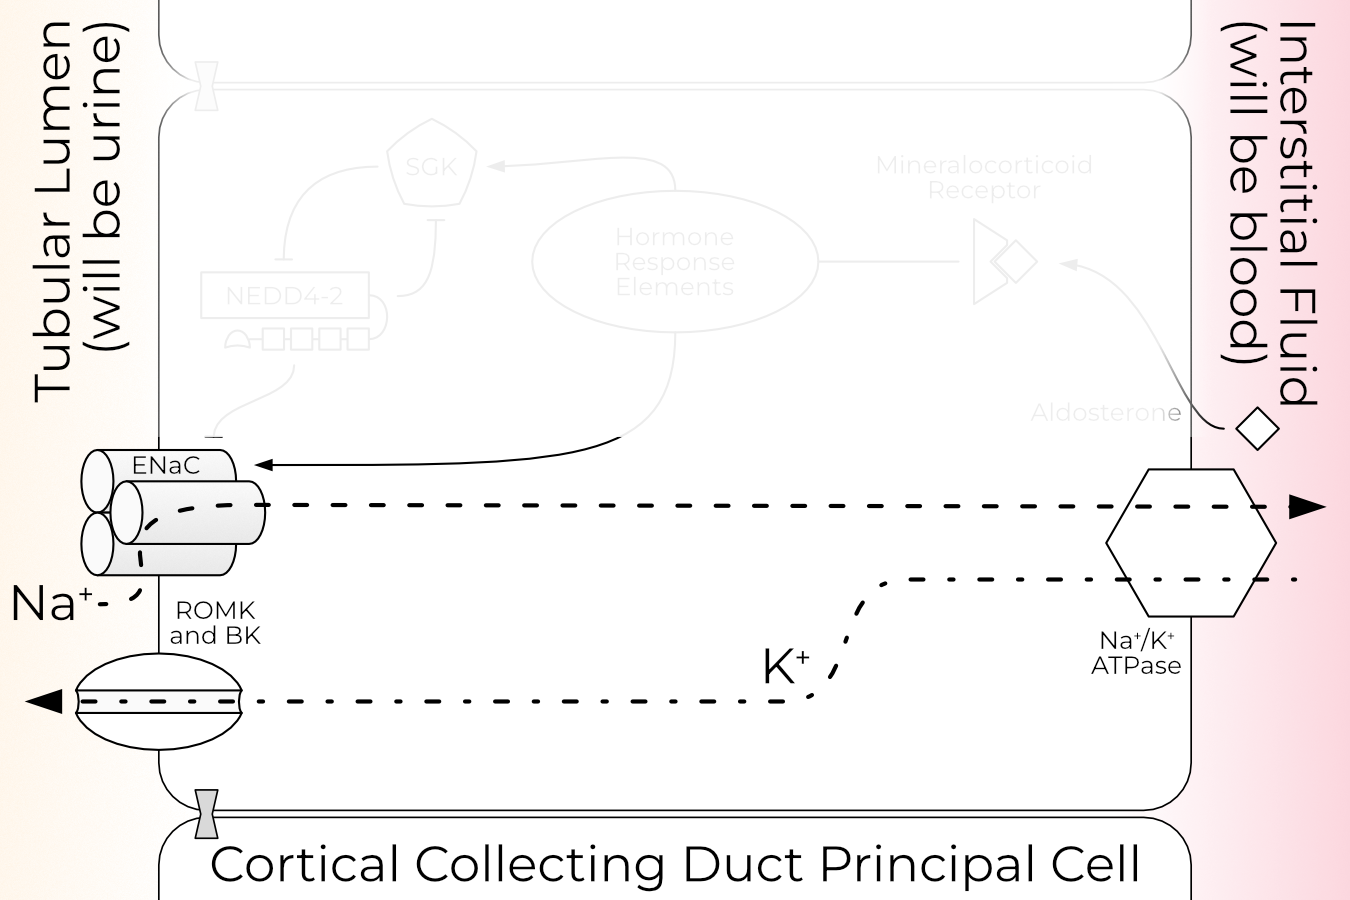 Tubular Lumen
(will be urine)
Interstitial Fluid
(will be blood)
SGK
Mineralocorticoid
Receptor
Hormone
Response
Elements
NEDD4-2
Aldosterone
ENaC
Na⁺
ROMK
and BK
K⁺
Na⁺/K⁺
ATPase
Cortical Collecting Duct Principal Cell